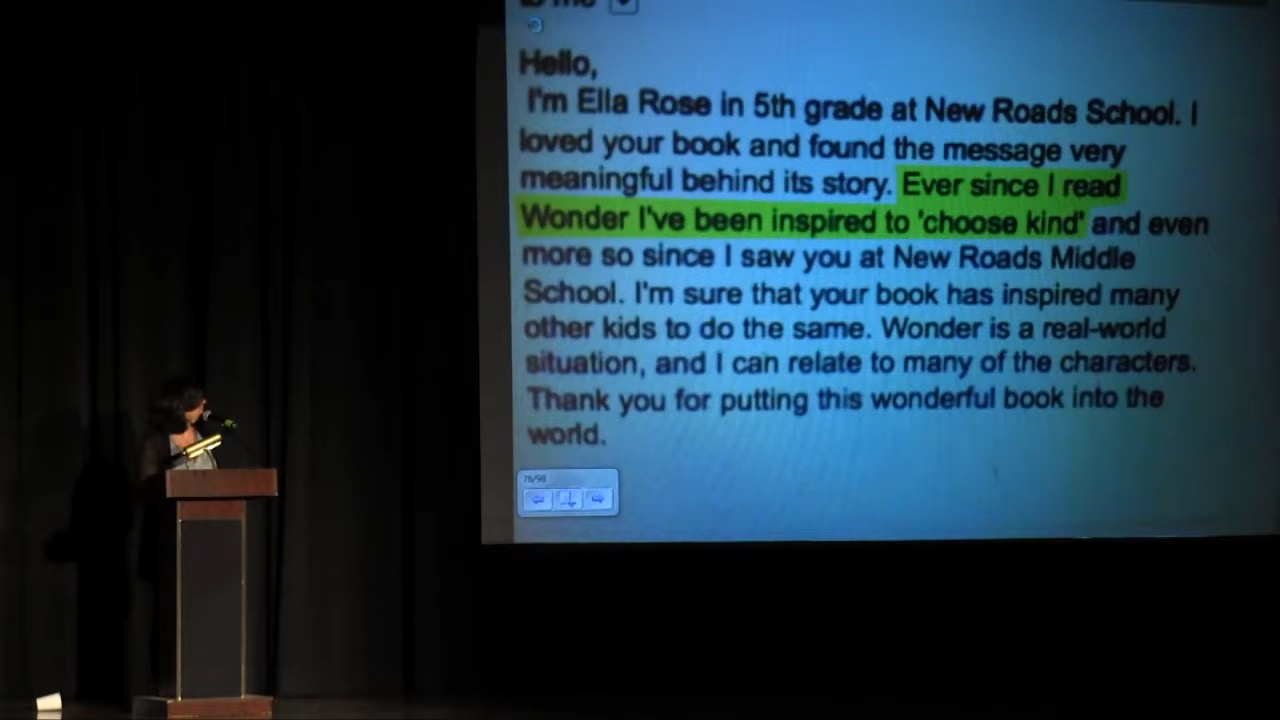 to me
Hello,
I'm Ella Rose in 5th grade at New Roads School. I
loved your book and found the message very
meaningful behind its story. Ever since I read
Wonder I've been inspired to 'choose kind' and even
more so since I saw you at New Roads Middle
School. I'm sure that your book has inspired many
other kids to do the same. Wonder is a real-world
situation, and I can relate to many of the characters.
Thank you for putting this wonderful book into the
world.
76/98